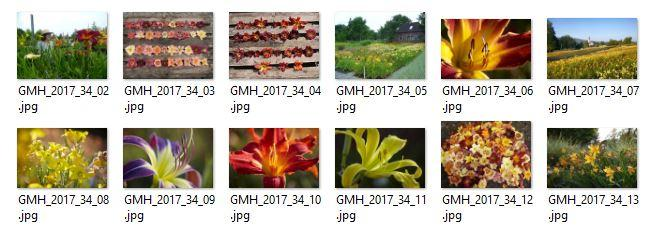 GMH_2017_34_02
.jpg
GMH_2017_34_03
.jpg
GMH_2017_34_04
.jpg
GMH_2017_34_05
.jpg
GMH_2017_34_06
.jpg
GMH_2017_34_07
.jpg
GMH_2017_34_08
.jpg
GMH_2017_34_09
.jpg
GMH_2017_34_10
.jpg
GMH_2017_34_11
.jpg
GMH_2017_34_12
.jpg
GMH_2017_34_13
.jpg